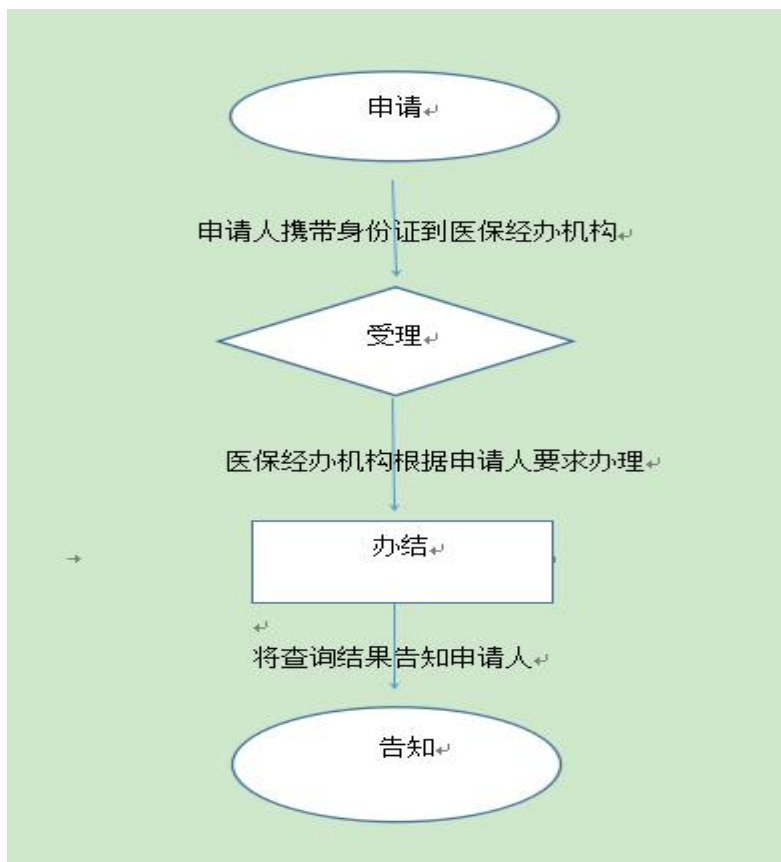 申请
申请人携带身份证到医保经办机构
受理
医保经办机构根据申请人要求办理
办结
将查询结果告知申请人
告知